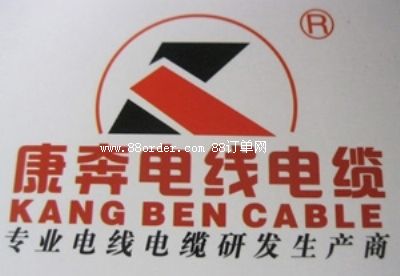 ®
www.88order.com 88订单网
康奔电线电缆
KANG BEN CABLE
专业电线电缆研发生产商